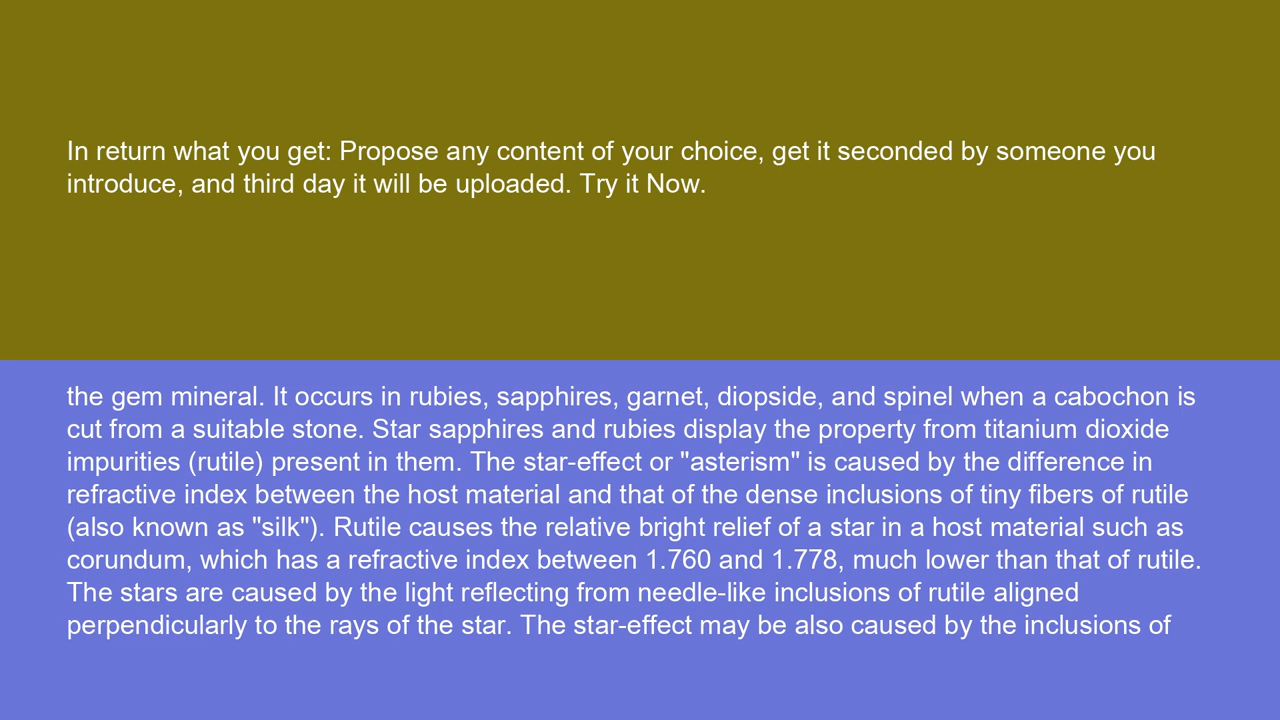 In return what you get: Propose any content of your choice, get it seconded by someone you
introduce, and third day it will be uploaded. Try it Now.
the gem mineral. It occurs in rubies, sapphires, garnet, diopside, and spinel when a cabochon is
cut from a suitable stone. Star sapphires and rubies display the property from titanium dioxide
impurities (rutile) present in them. The star-effect or "asterism" is caused by the difference in
refractive index between the host material and that of the dense inclusions of tiny fibers of rutile
(also known as "silk"). Rutile causes the relative bright relief of a star in a host material such as
corundum, which has a refractive index between 1.760 and 1.778, much lower than that of rutile.
The stars are caused by the light reflecting from needle-like inclusions of rutile aligned
perpendicularly to the rays of the star. The star-effect may be also caused by the inclusions of